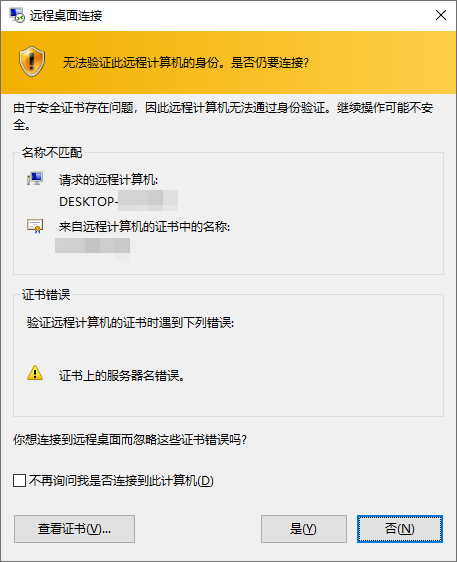 远程桌面连接
无法验证此远程计算机的身份。是否仍要连接?
由于安全证书存在问题，因此远程计算机无法通过身份验证。继续操作可能不安
全。
名称不匹配
请求的远程计算机:
DESKTOP-
来自远程计算机的证书中的名称:
证书错误
验证远程计算机的证书时遇到下列错误:
证书上的服务器名错误。
你想连接到远程桌面而忽略这些证书错误吗?
不再询问我是否连接到此计算机(D)
查看证书(V)...
是(Y)
否(N)